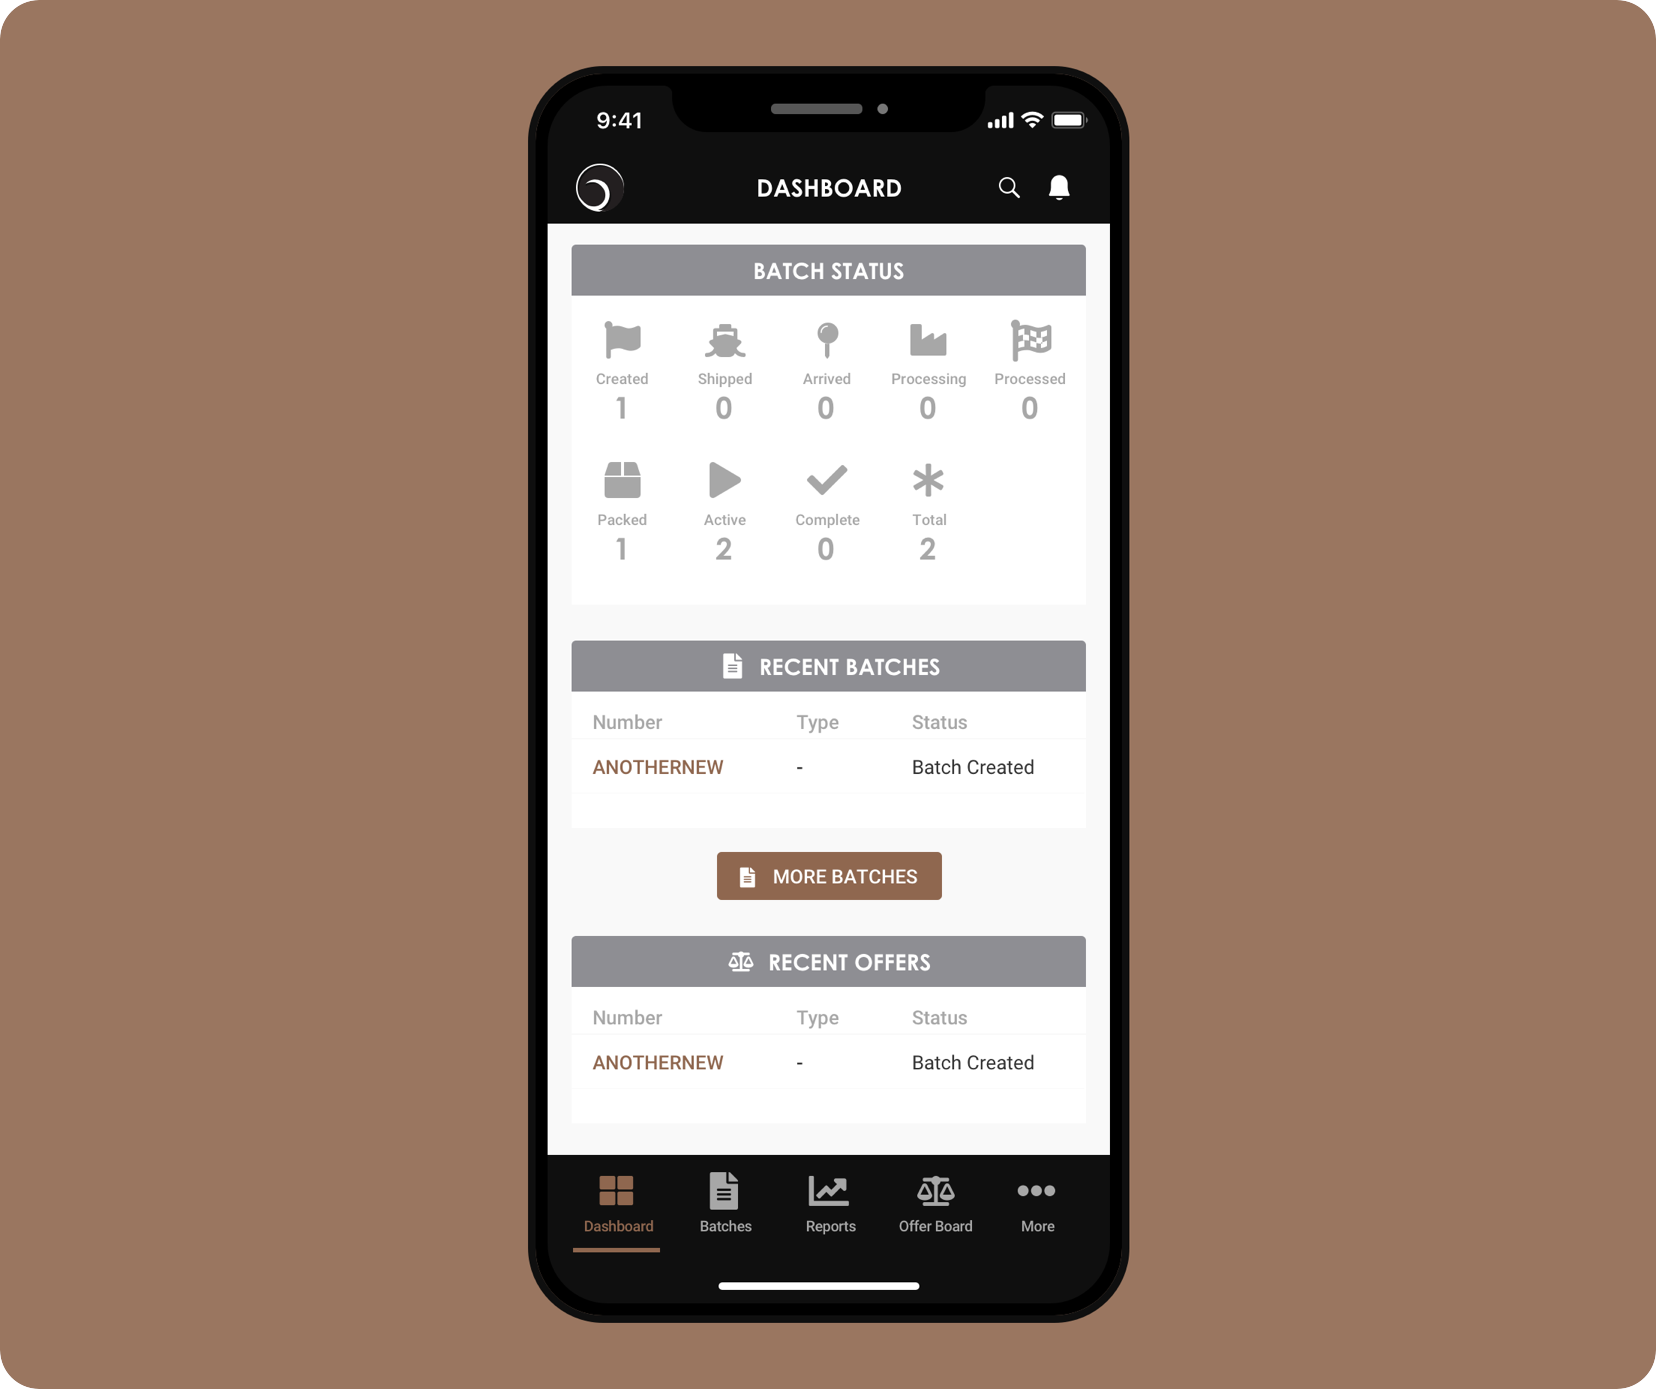 9:41
DASHBOARD
BATCH STATUS
Created Shipped Arrived Processing Processed
1 0 0 0 0
Packed Active Complete Total
1 2 0 2
RECENT BATCHES
Number Type Status
ANOTHERNEW - Batch Created
MORE BATCHES
RECENT OFFERS
Number Type Status
ANOTHERNEW - Batch Created
Dashboard Batches Reports Offer Board More